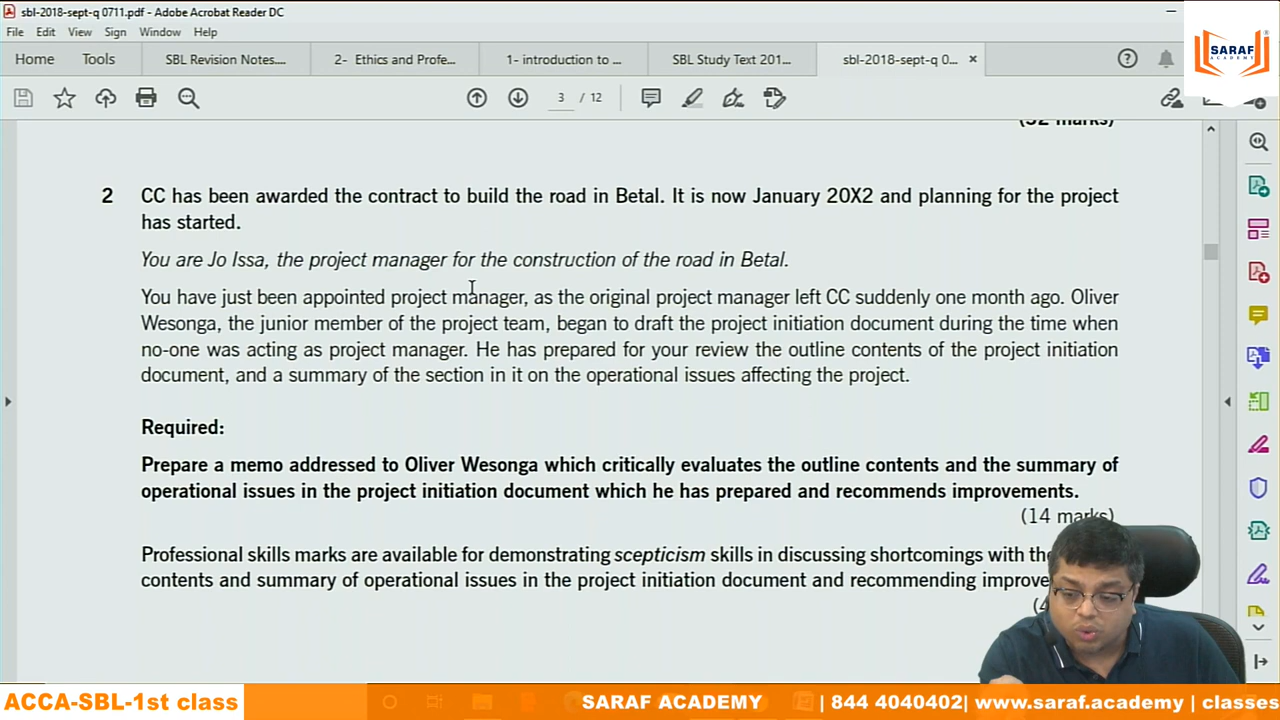 sbl-2018-sept-q 0711.pdf - Adobe Acrobat Reader DC
File Edit View Sign Window Help
Home Tools SBL Revision Notes.... 2- Ethics and Profe... 1- introduction to ... SBL Study Text 201... sbl-2018-sept-q 0... ×
3 / 12
SARAF
ACADEMY
2 CC has been awarded the contract to build the road in Betal. It is now January 20X2 and planning for the project
has started.
You are Jo Issa, the project manager for the construction of the road in Betal.
You have just been appointed project manager, as the original project manager left CC suddenly one month ago. Oliver
Wesonga, the junior member of the project team, began to draft the project initiation document during the time when
no-one was acting as project manager. He has prepared for your review the outline contents of the project initiation
document, and a summary of the section in it on the operational issues affecting the project.
Required:
Prepare a memo addressed to Oliver Wesonga which critically evaluates the outline contents and the summary of
operational issues in the project initiation document which he has prepared and recommends improvements.
(14 marks)
Professional skills marks are available for demonstrating scepticism skills in discussing shortcomings with the
contents and summary of operational issues in the project initiation document and recommending improve
ACCA-SBL-1st class SARAF ACADEMY | 844 4040402| www.saraf.academy | classes